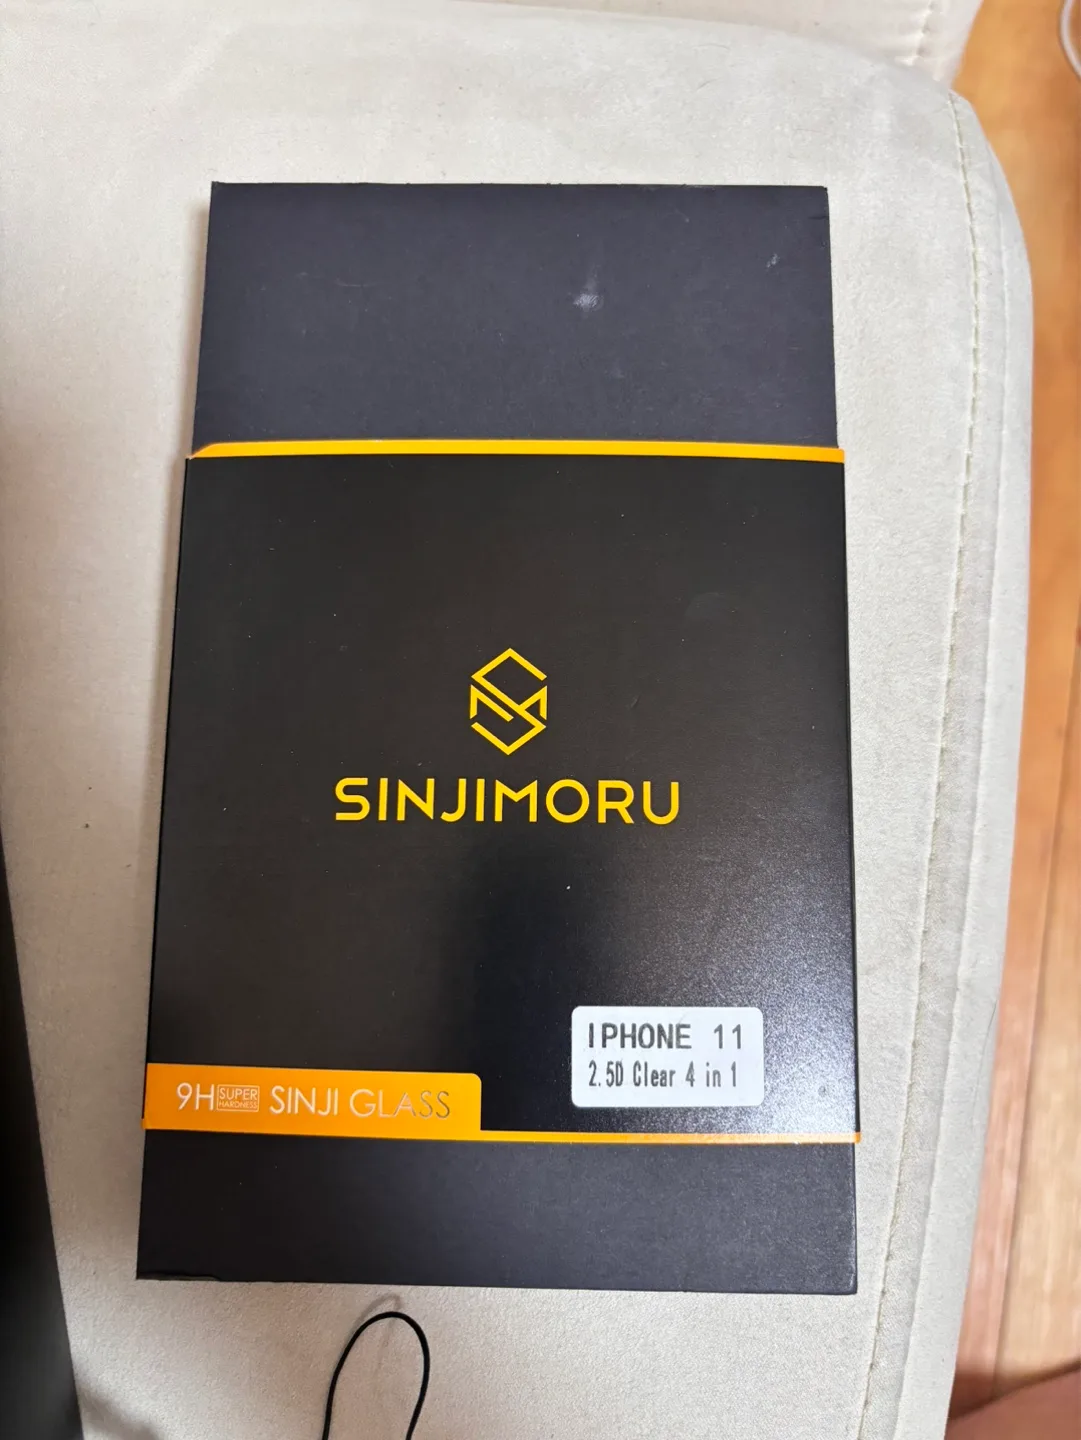 SINJIMORU
IPHONE 11
2.5D Clear 4 in 1
9H SUPER HARDNESS SINJI GLASS